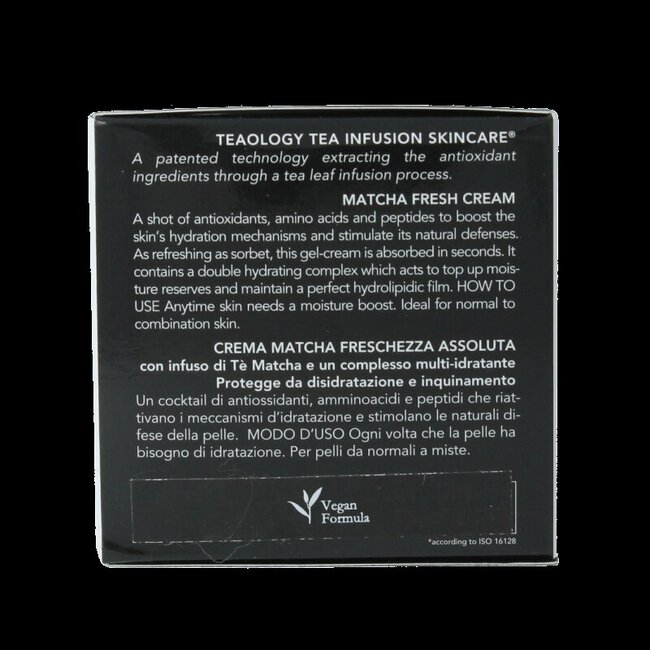 TEAOLOGY TEA INFUSION SKINCARE®
A patented technology extracting the antioxidant
ingredients through a tea leaf infusion process.
MATCHA FRESH CREAM
A shot of antioxidants, amino acids and peptides to boost the
skin's hydration mechanisms and stimulate its natural defenses.
As refreshing as sorbet, this gel-cream is absorbed in seconds. It
contains a double hydrating complex which acts to top up mois-
ture reserves and maintain a perfect hydrolipidic film. HOW TO
USE Anytime skin needs a moisture boost. Ideal for normal to
combination skin.
CREMA MATCHA FRESCHEZZA ASSOLUTA
con infuso di Tè Matcha e un complesso multi-idratante
Protegge da disidratazione e inquinamento
Un cocktail di antiossidanti, amminoacidi e peptidi che riat-
tivano i meccanismi d'idratazione e stimolano le naturali di-
fese della pelle. MODO D'USO Ogni volta che la pelle ha
bisogno di idratazione. Per pelli da normali a miste.
Vegan
Formula
*according to ISO 16128